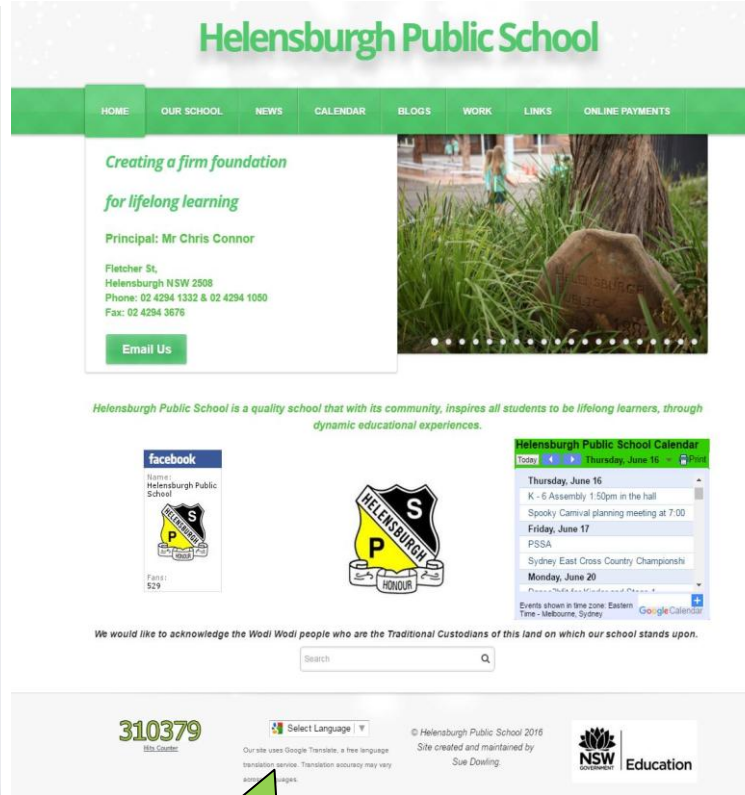 Helensburgh Public School
HOME OUR SCHOOL NEWS CALENDAR BLOGS WORK LINKS ONLINE PAYMENTS
Creating a firm foundation
for lifelong learning
Principal: Mr Chris Connor
Fletcher St,
Helensburgh NSW 2508
Phone: 02 4294 1332 & 02 4294 1050
Fax: 02 4294 3676
Email Us
HELENSBURGH
PUBLIC
Helensburgh Public School is a quality school that with its community, inspires all students to be lifelong learners, through
dynamic educational experiences.
facebook
Name:
Helensburgh Public
School
HELENSBURGH
S
P
HONOUR
Fans:
529
HELENSBURGH
S
P
HONOUR
Helensburgh Public School Calendar
Today Thursday, June 16 Print
Thursday, June 16
K - 6 Assembly 1:50pm in the hall
Spooky Carnival planning meeting at 7:00
Friday, June 17
PSSA
Sydney East Cross Country Championshi
Monday, June 20
Events shown in time zone: Eastern
Time - Melbourne, Sydney
Google Calendar
We would like to acknowledge the Wodi Wodi people who are the Traditional Custodians of this land on which our school stands upon.
Search
310379
Hits Counter
Select Language
Our site uses Google Translate, a free language
translation service. Translation accuracy may vary
© Helensburgh Public School 2016
Site created and maintained by
Sue Dowling.
NSW
GOVERNMENT
Education